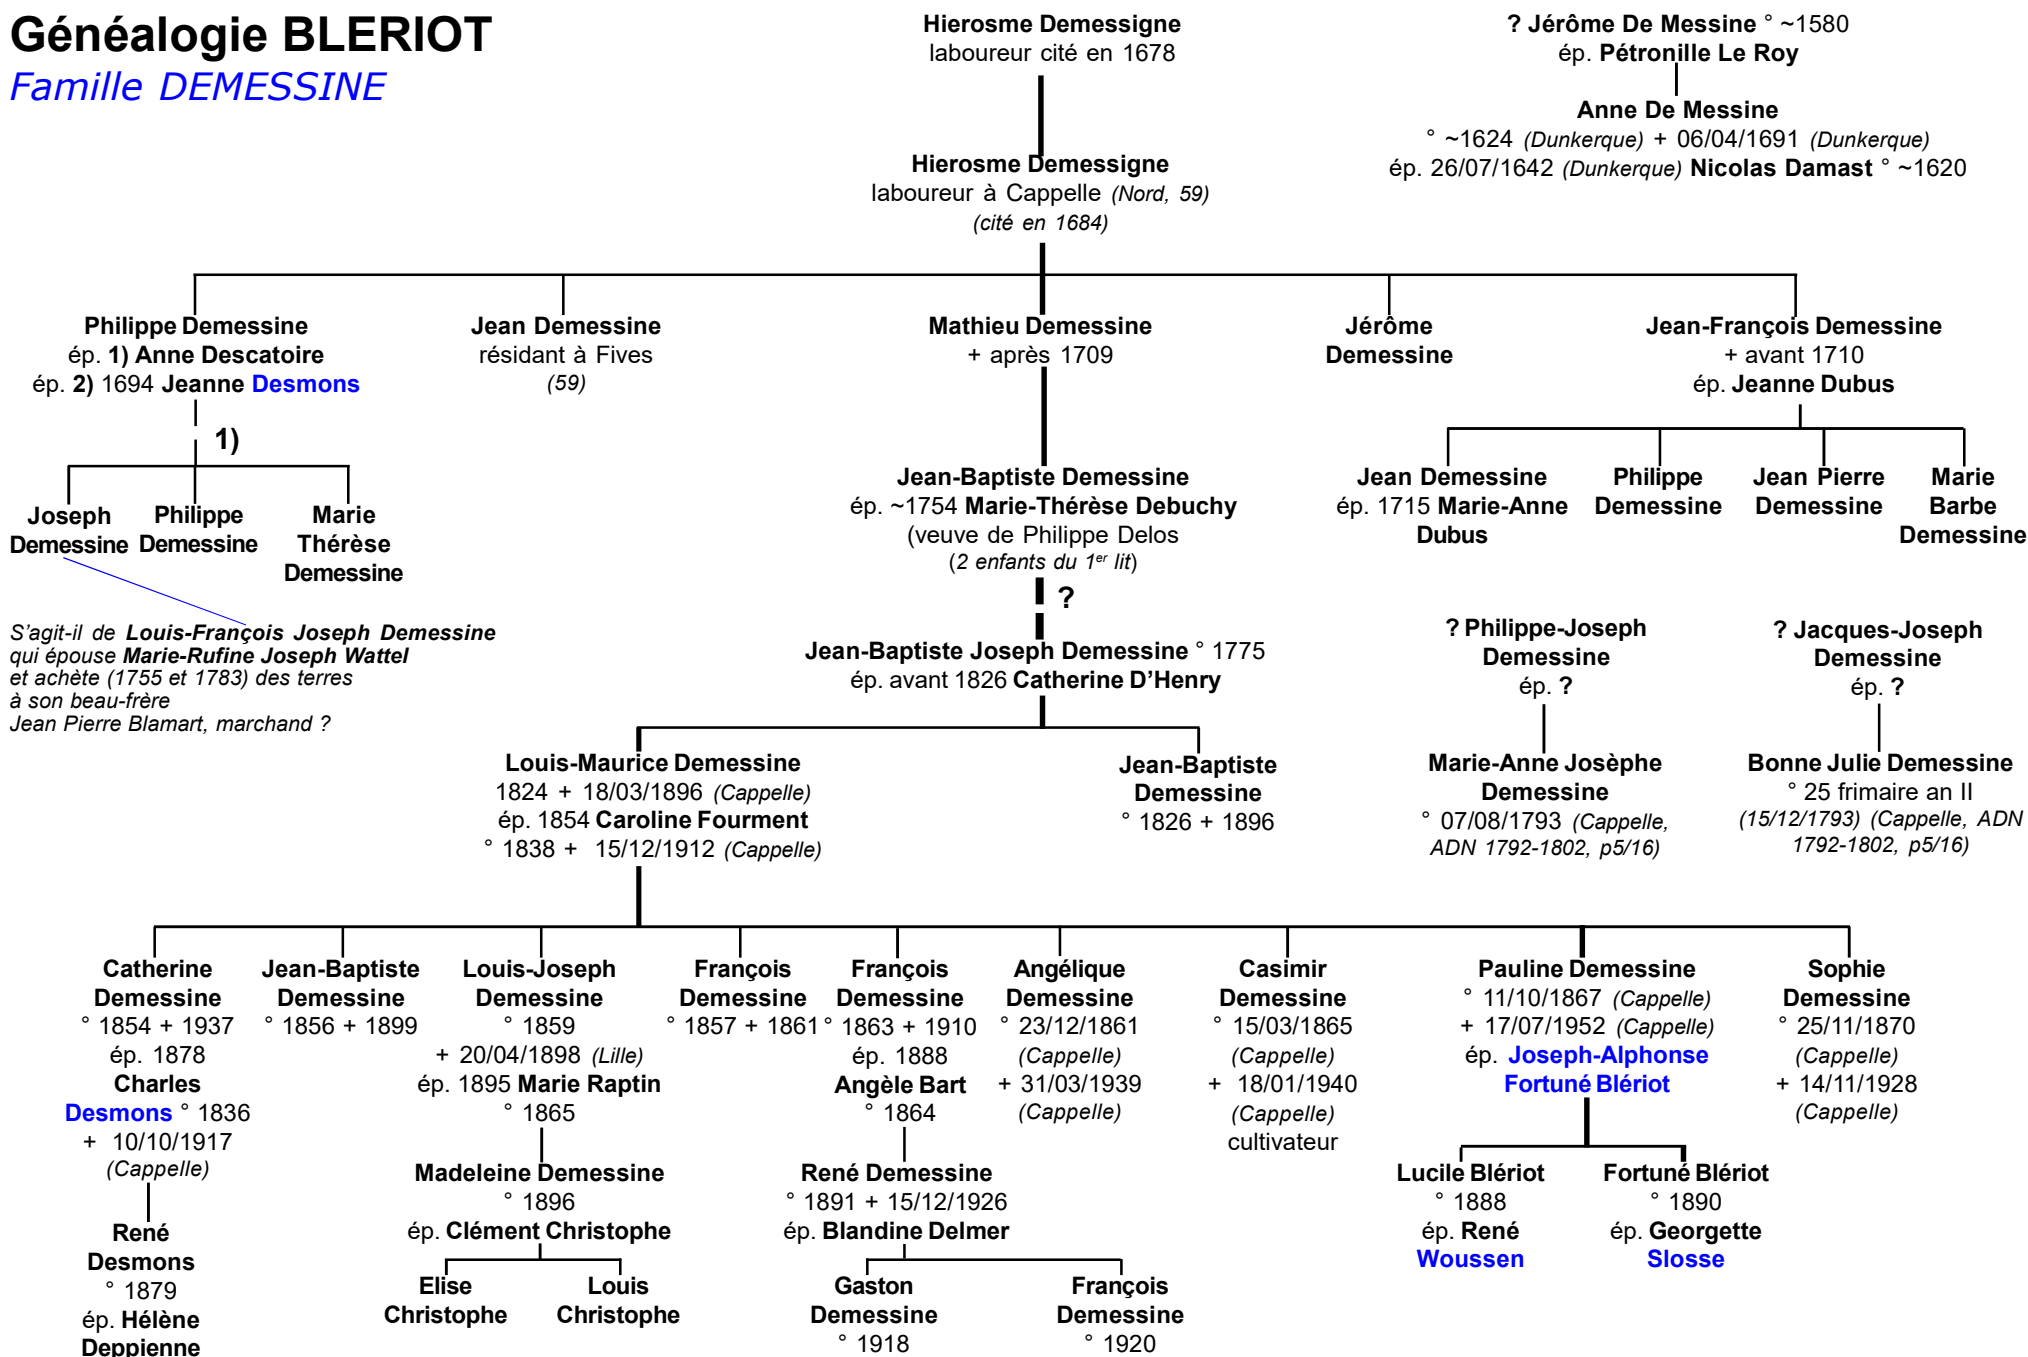 Généalogie BLERIOT
Famille DEMESSINE
Hierosme Demessigne
laboureur cité en 1678
? Jérôme De Messine ° ~1580
ép. Pétronille Le Roy
Anne De Messine
° ~1624 (Dunkerque) + 06/04/1691 (Dunkerque)
ép. 26/07/1642 (Dunkerque) Nicolas Damast ° ~1620
Hierosme Demessigne
laboureur à Cappelle (Nord, 59)
(cité en 1684)
Philippe Demessine
ép. 1) Anne Descatoire
ép. 2) 1694 Jeanne Desmons
1)
Jean Demessine
résidant à Fives
(59)
Mathieu Demessine
+ après 1709
Jérôme
Demessine
Jean-François Demessine
+ avant 1710
ép. Jeanne Dubus
Joseph
Demessine
Philippe
Demessine
Marie
Thérèse
Demessine
Jean-Baptiste Demessine
ép. ~1754 Marie-Thérèse Debuchy
(veuve de Philippe Delos
(2 enfants du 1er lit)
?
Jean Demessine
ép. 1715 Marie-Anne
Dubus
Philippe
Demessine
Jean Pierre
Demessine
Marie
Barbe
Demessine
S'agit-il de Louis-François Joseph Demessine
qui épouse Marie-Rufine Joseph Wattel
et achète (1755 et 1783) des terres
à son beau-frère
Jean Pierre Blamart, marchand ?
Jean-Baptiste Joseph Demessine ° 1775
ép. avant 1826 Catherine D'Henry
? Philippe-Joseph
Demessine
ép. ?
? Jacques-Joseph
Demessine
ép. ?
Louis-Maurice Demessine
1824 + 18/03/1896 (Cappelle)
ép. 1854 Caroline Fourment
° 1838 + 15/12/1912 (Cappelle)
Jean-Baptiste
Demessine
° 1826 + 1896
Marie-Anne Josèphe
Demessine
° 07/08/1793 (Cappelle,
ADN 1792-1802, p5/16)
Bonne Julie Demessine
° 25 frimaire an II
(15/12/1793) (Cappelle, ADN
1792-1802, p5/16)
Catherine
Demessine
° 1854 + 1937
ép. 1878
Charles
Desmons ° 1836
+ 10/10/1917
(Cappelle)
Jean-Baptiste
Demessine
° 1856 + 1899
Louis-Joseph
Demessine
° 1859
+ 20/04/1898 (Lille)
ép. 1895 Marie Raptin
° 1865
François
Demessine
° 1857 + 1861
François
Demessine
° 1863 + 1910
ép. 1888
Angèle Bart
° 1864
Angélique
Demessine
° 23/12/1861
(Cappelle)
+ 31/03/1939
(Cappelle)
Casimir
Demessine
° 15/03/1865
(Cappelle)
+ 18/01/1940
(Cappelle)
cultivateur
Pauline Demessine
° 11/10/1867 (Cappelle)
+ 17/07/1952 (Cappelle)
ép. Joseph-Alphonse
Fortuné Blériot
Sophie
Demessine
° 25/11/1870
(Cappelle)
+ 14/11/1928
(Cappelle)
René
Desmons
° 1879
ép. Hélène
Deppienne
Madeleine Demessine
° 1896
ép. Clément Christophe
Elise
Christophe
Louis
Christophe
René Demessine
° 1891 + 15/12/1926
ép. Blandine Delmer
Gaston
Demessine
° 1918
François
Demessine
° 1920
Lucile Blériot
° 1888
ép. René
Woussen
Fortuné Blériot
° 1890
ép. Georgette
Slosse